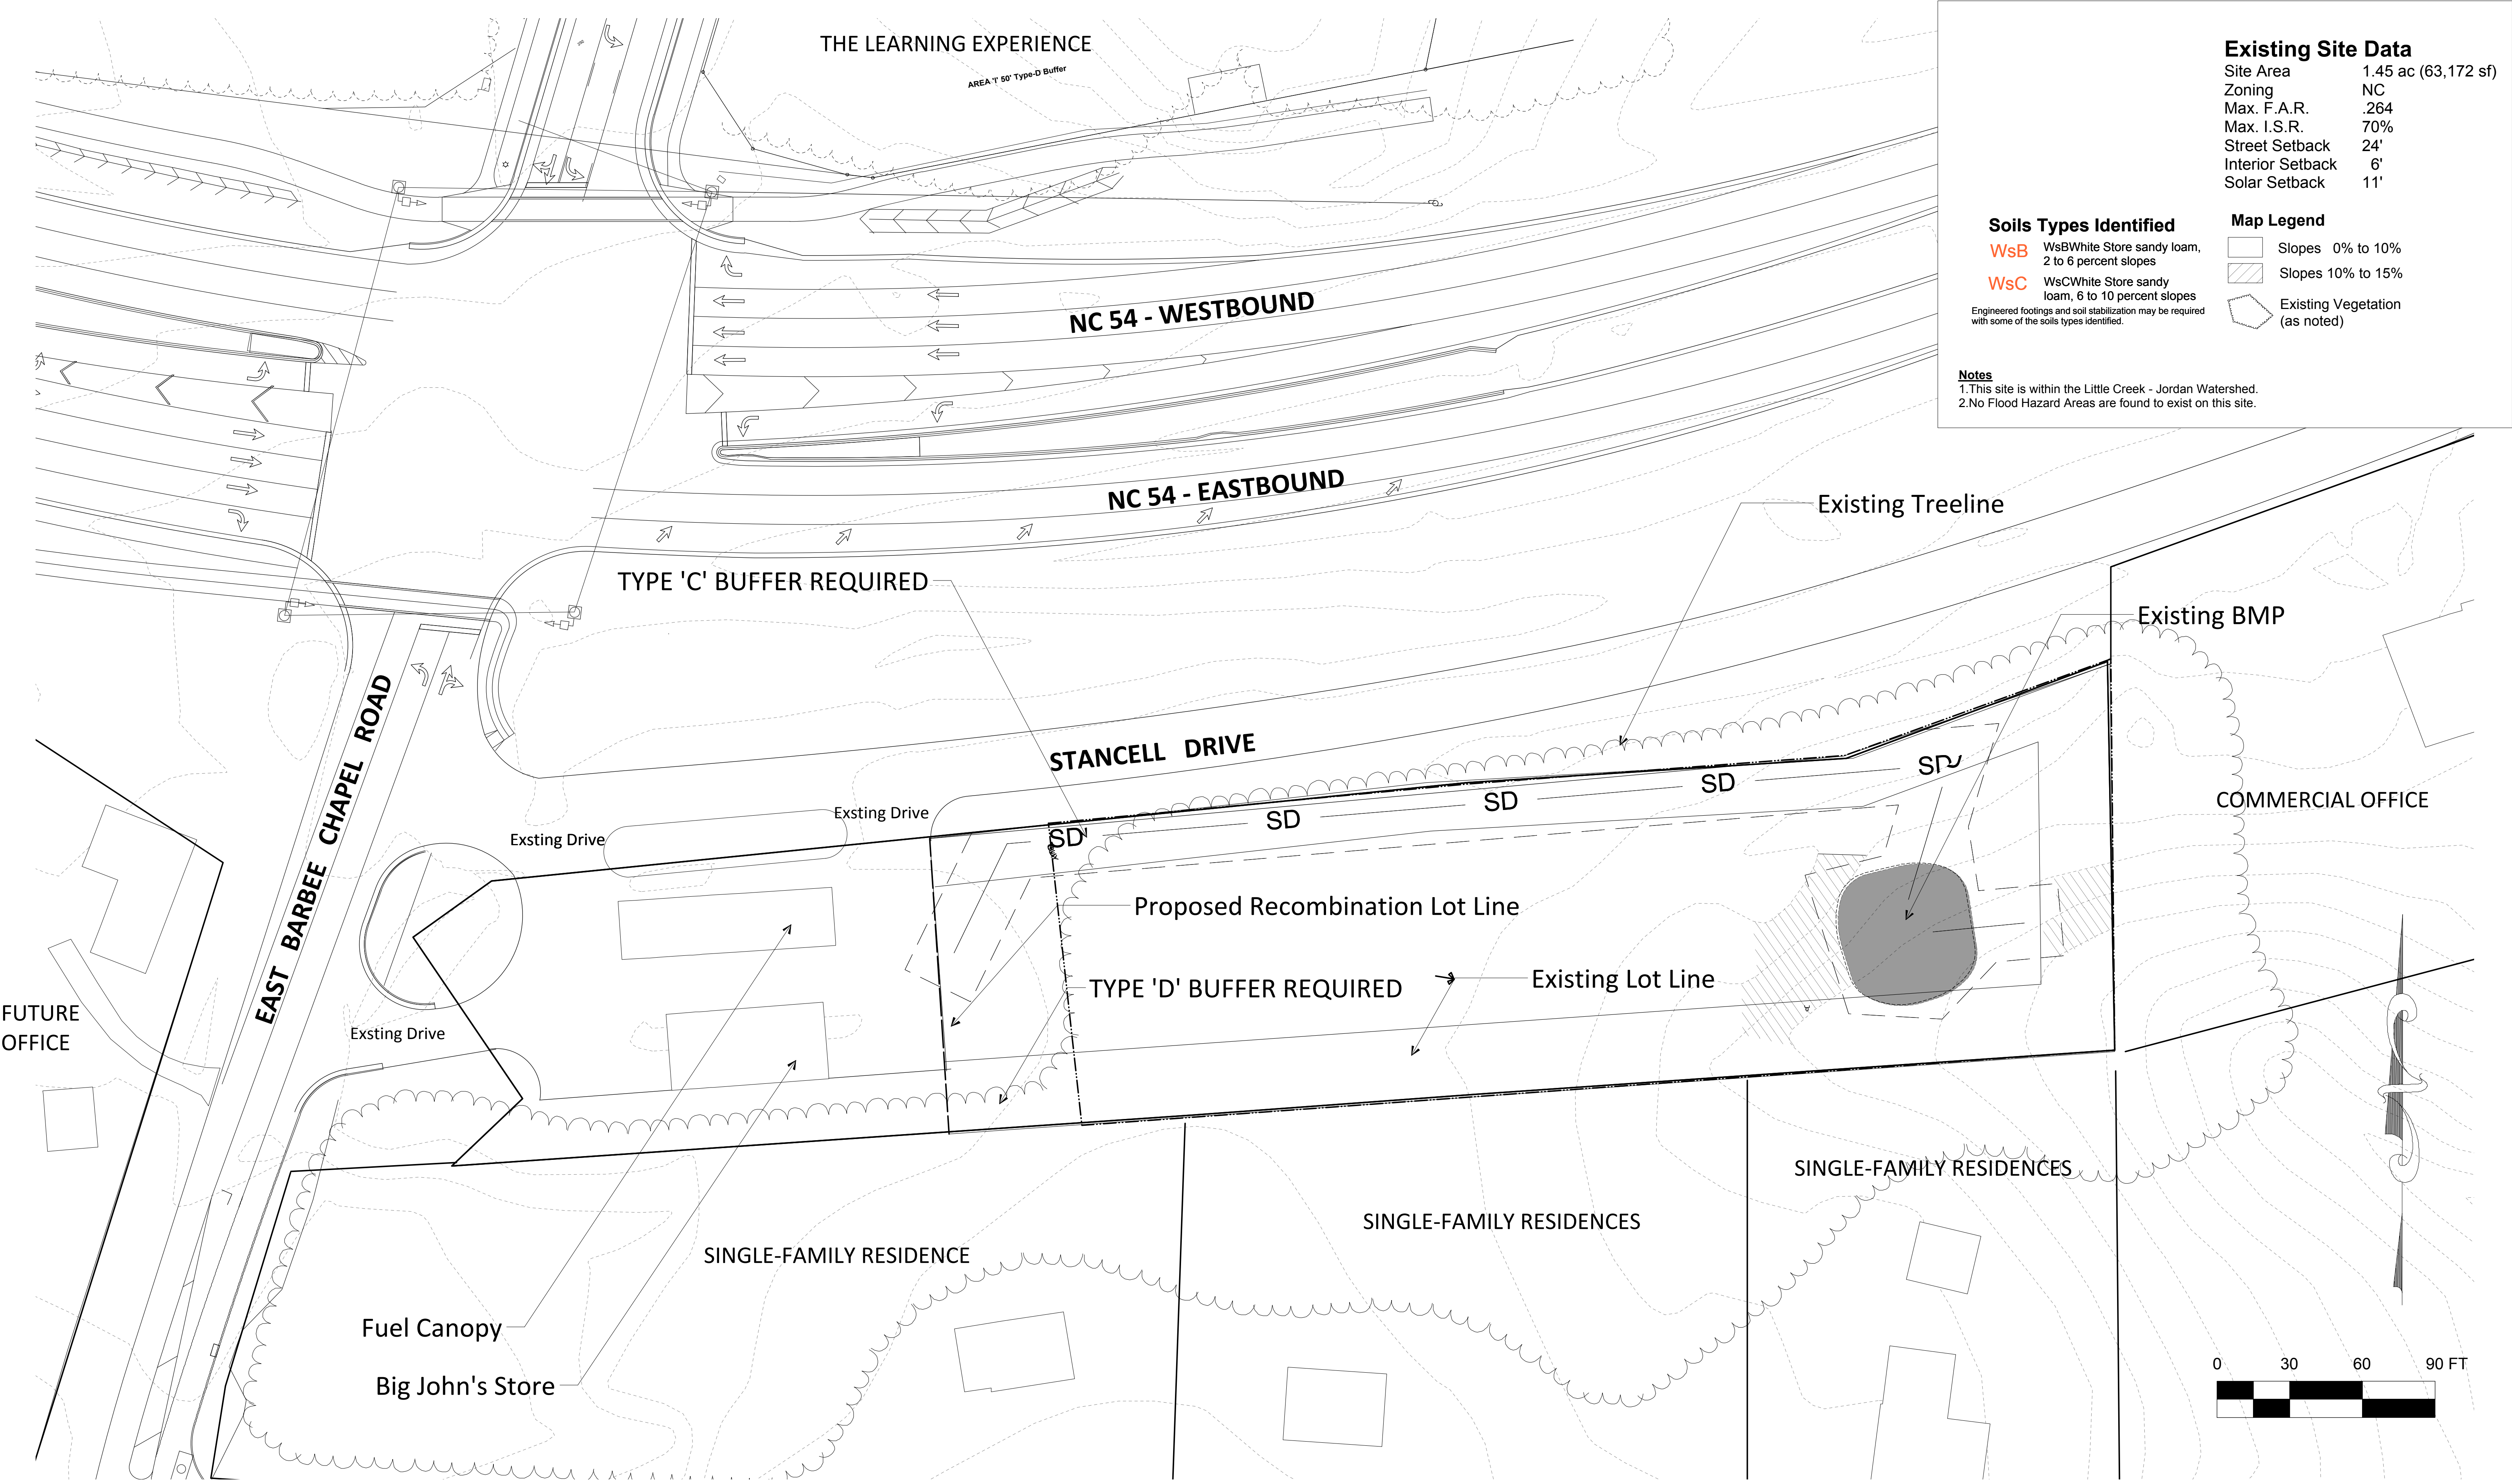 THE LEARNING EXPERIENCE
AREA '1' 50' Type-D Buffer
Existing Site Data
Site Area 1.45 ac (63,172 sf)
Zoning NC
Max. F.A.R. .264
Max. I.S.R. 70%
Street Setback 24'
Interior Setback 6'
Solar Setback 11'
Soils Types Identified
WsB WsBWhite Store sandy loam,
2 to 6 percent slopes
WsC WsCWhite Store sandy
loam, 6 to 10 percent slopes
Engineered footings and soil stabilization may be required
with some of the soils types identified.
Map Legend
Slopes 0% to 10%
Slopes 10% to 15%
Existing Vegetation
(as noted)
Notes
1.This site is within the Little Creek - Jordan Watershed.
2.No Flood Hazard Areas are found to exist on this site.
NC 54 - WESTBOUND
NC 54 - EASTBOUND
Existing Treeline
TYPE 'C' BUFFER REQUIRED
Existing BMP
EAST BARBEE CHAPEL ROAD
STANCELL DRIVE
SD
SD
SD
SD
SD
COMMERCIAL OFFICE
Exsting Drive
Exsting Drive
Proposed Recombination Lot Line
TYPE 'D' BUFFER REQUIRED
Existing Lot Line
FUTURE
OFFICE
Exsting Drive
SINGLE-FAMILY RESIDENCES
SINGLE-FAMILY RESIDENCES
SINGLE-FAMILY RESIDENCE
Fuel Canopy
Big John's Store
0 30 60 90 FT